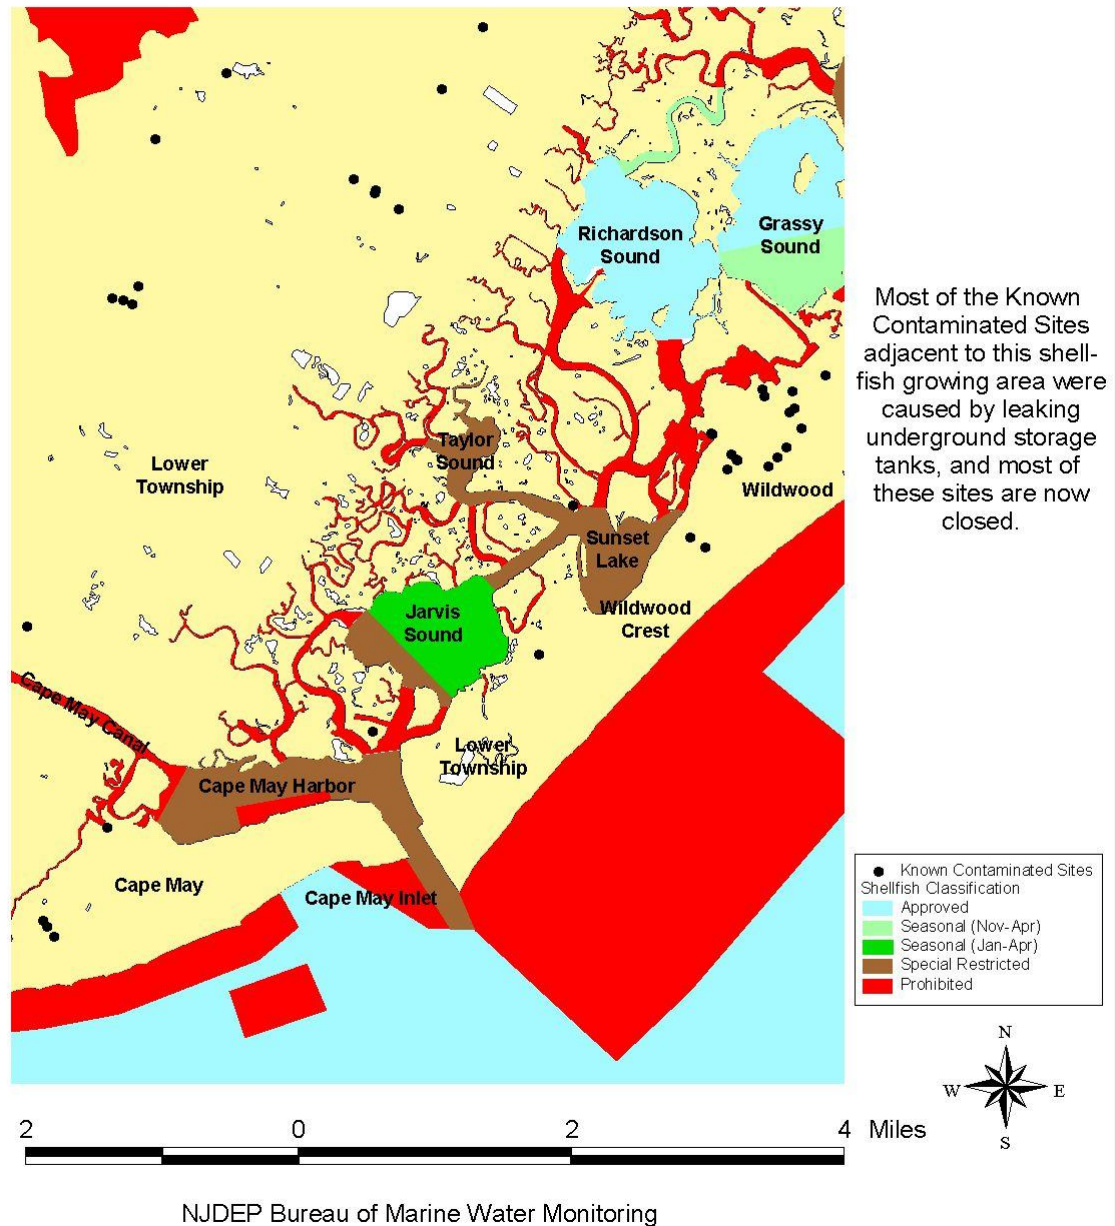 Richardson
Sound
Grassy
Sound
Most of the Known
Contaminated Sites
adjacent to this shell-
fish growing area were
caused by leaking
underground storage
tanks, and most of
these sites are now
closed.
Taylor
Sound
Lower
Township
Wildwood
Sunset
Lake
Jarvis
Sound
Wildwood
Crest
Cape May Canal
Lower
Township
Cape May Harbor
Cape May
Cape May Inlet
Known Contaminated Sites
Shellfish Classification
Approved
Seasonal (Nov-Apr)
Seasonal (Jan-Apr)
Special Restricted
Prohibited
N
W E
S
2 0 2 4 Miles
NJDEP Bureau of Marine Water Monitoring